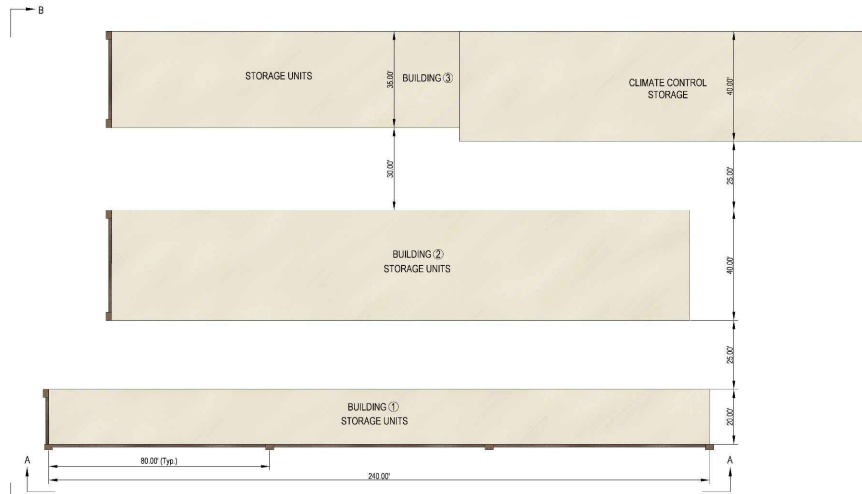 B
STORAGE UNITS
35.00'
BUILDING ③
CLIMATE CONTROL
STORAGE
40.00'
30.00'
25.00'
BUILDING ②
STORAGE UNITS
40.00'
25.00'
BUILDING ①
STORAGE UNITS
20.00'
A
80.00' (Typ.)
A
240.00'